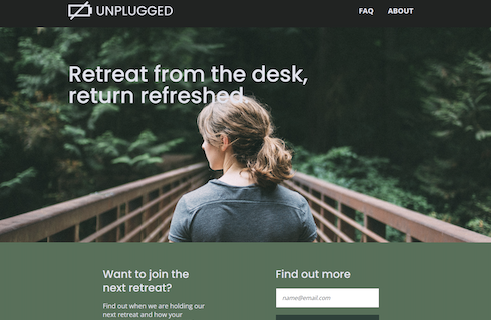 UNPLUGGED
FAQ ABOUT
Retreat from the desk,
return refreshed
Want to join the
next retreat?
Find out when we are holding our
next retreat and how your
Find out more
name@email.com